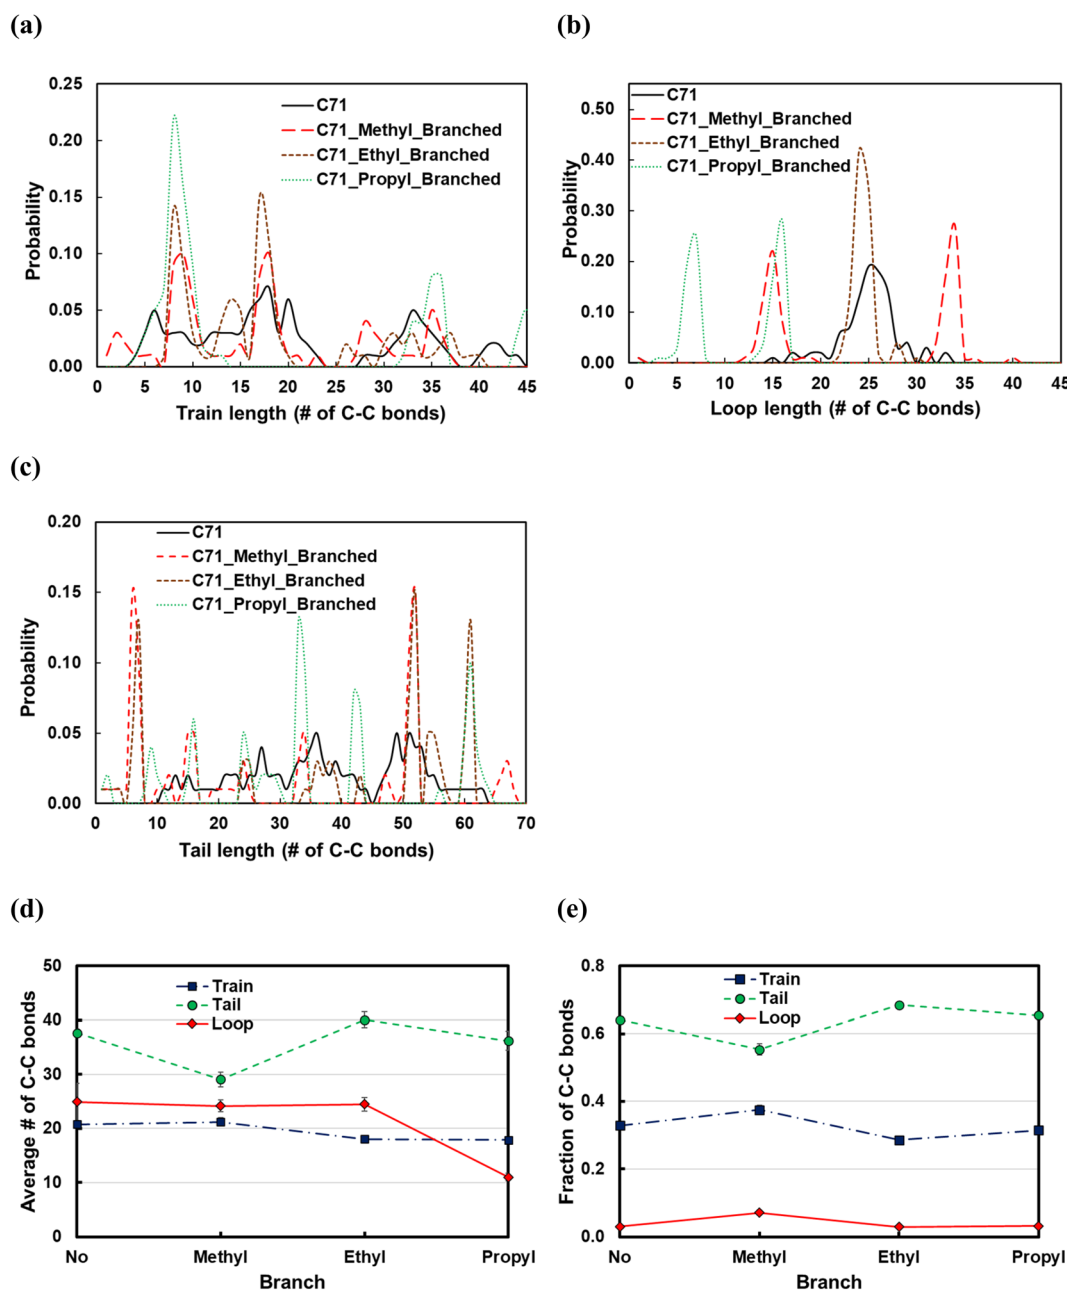 (a)
(b)
0.25
0.20
0.15
0.10
0.05
0.00
Probability
C71
C71_Methyl_Branched
C71_Ethyl_Branched
C71_Propyl_Branched
0 5 10 15 20 25 30 35 40 45
Train length (# of C-C bonds)
0.50
0.40
0.30
0.20
0.10
0.00
Probability
C71
C71_Methyl_Branched
C71_Ethyl_Branched
C71_Propyl_Branched
0 5 10 15 20 25 30 35 40 45
Loop length (# of C-C bonds)
(c)
0.20
0.15
0.10
0.05
0.00
Probability
C71
C71_Methyl_Branched
C71_Ethyl_Branched
C71_Propyl_Branched
0 10 20 30 40 50 60 70
Tail length (# of C-C bonds)
(d)
(e)
50
40
30
20
10
0
Average # of C-C bonds
Train
Tail
Loop
No Methyl Ethyl Propyl
Branch
0.8
0.6
0.4
0.2
0.0
Fraction of C-C bonds
Train
Tail
Loop
No Methyl Ethyl Propyl
Branch